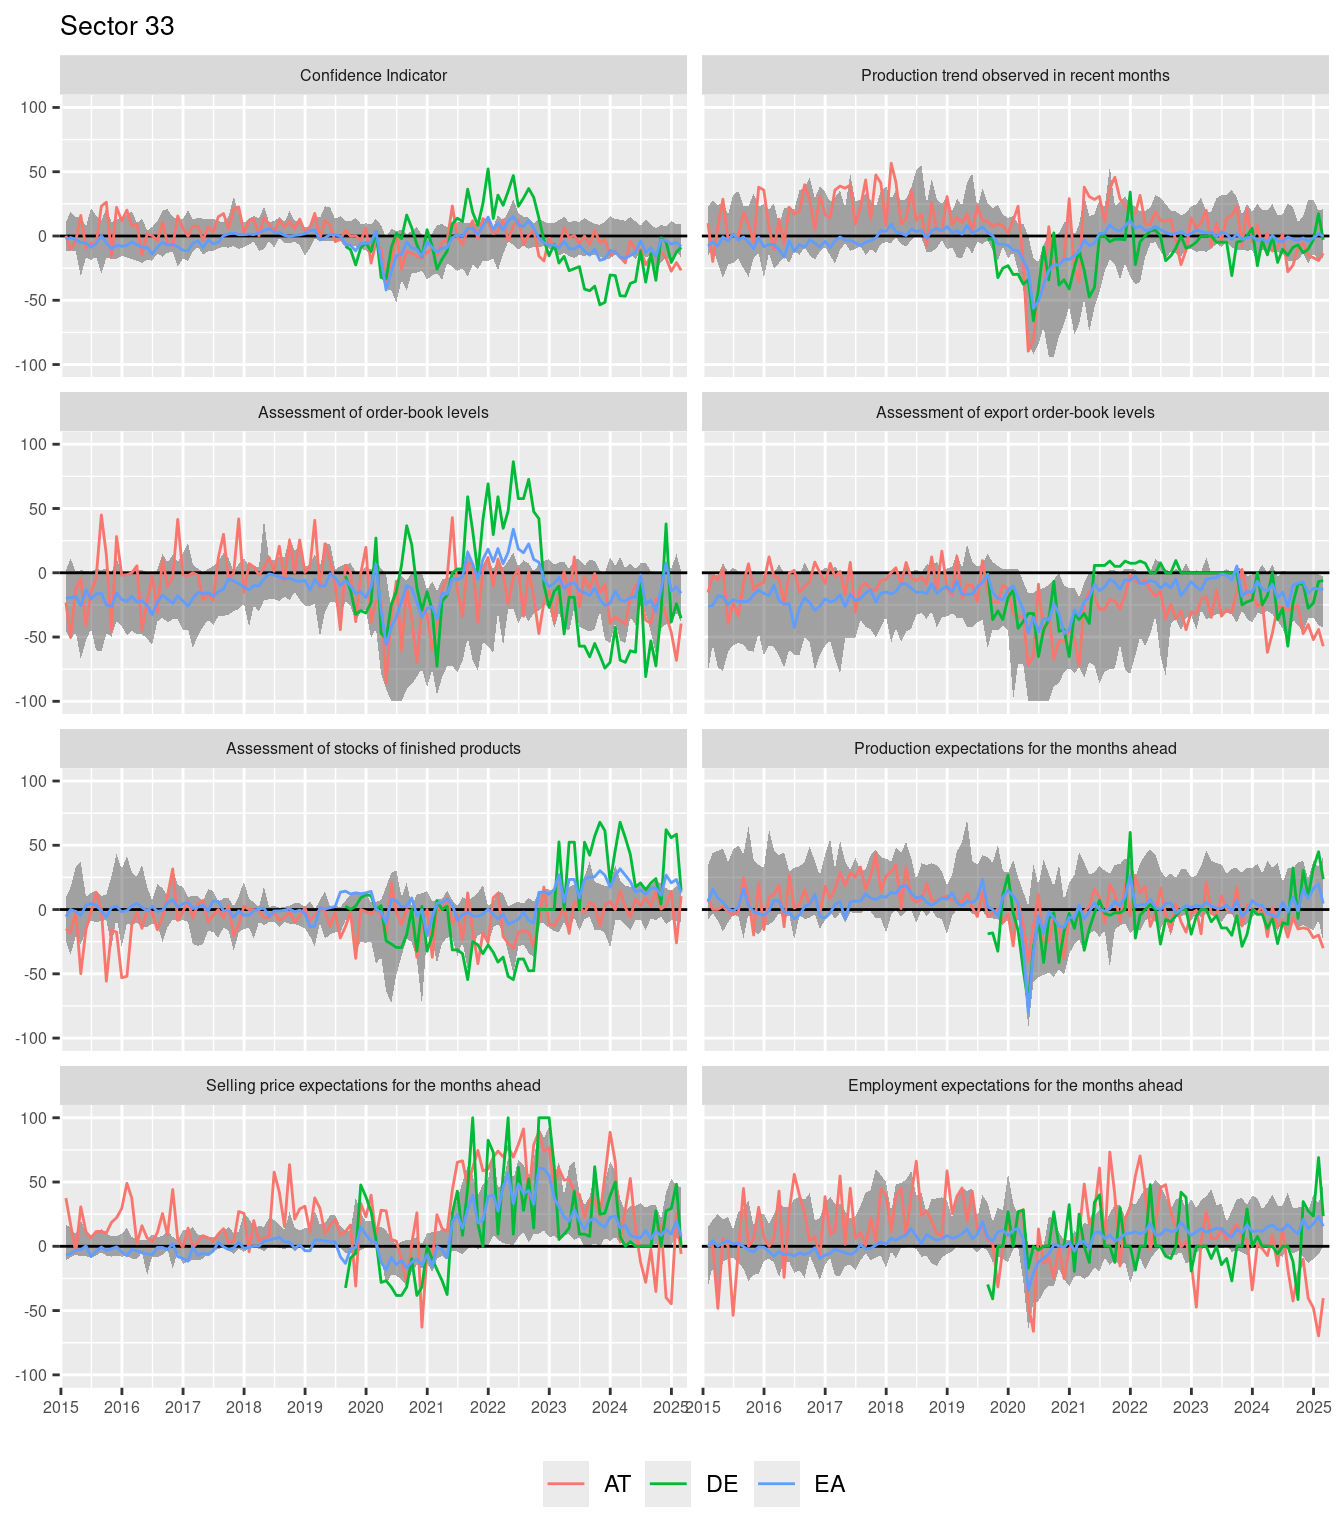 Sector 33
Confidence Indicator
Production trend observed in recent months
100
50
0
-50
-100
Assessment of order-book levels
Assessment of export order-book levels
100
50
0
-50
-100
Assessment of stocks of finished products
Production expectations for the months ahead
100
50
0
-50
-100
Selling price expectations for the months ahead
Employment expectations for the months ahead
100
50
0
-50
-100
2015 2016 2017 2018 2019 2020 2021 2022 2023 2024 2025
2015 2016 2017 2018 2019 2020 2021 2022 2023 2024 2025
AT DE EA